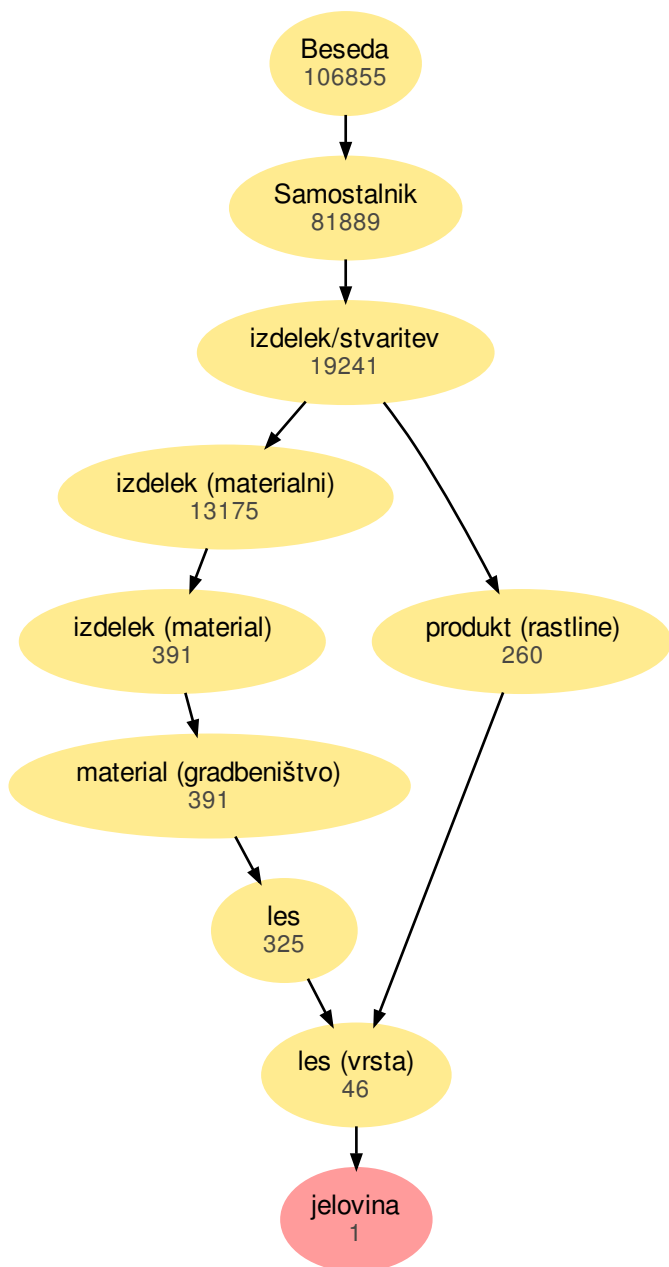 Beseda
106855
Samostalnik
81889
izdelek/stvaritev
19241
izdelek (materialni)
13175
izdelek (material)
391
produkt (rastline)
260
material (gradbeništvo)
391
les
325
les (vrsta)
46
jelovina
1